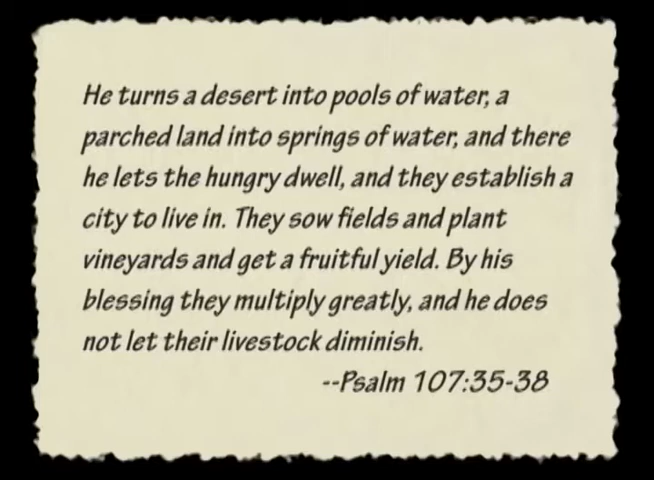 He turns a desert into pools of water, a
parched land into springs of water, and there
he lets the hungry dwell, and they establish a
city to live in. They sow fields and plant
vineyards and get a fruitful yield. By his
blessing they multiply greatly, and he does
not let their livestock diminish.
--Psalm 107:35-38